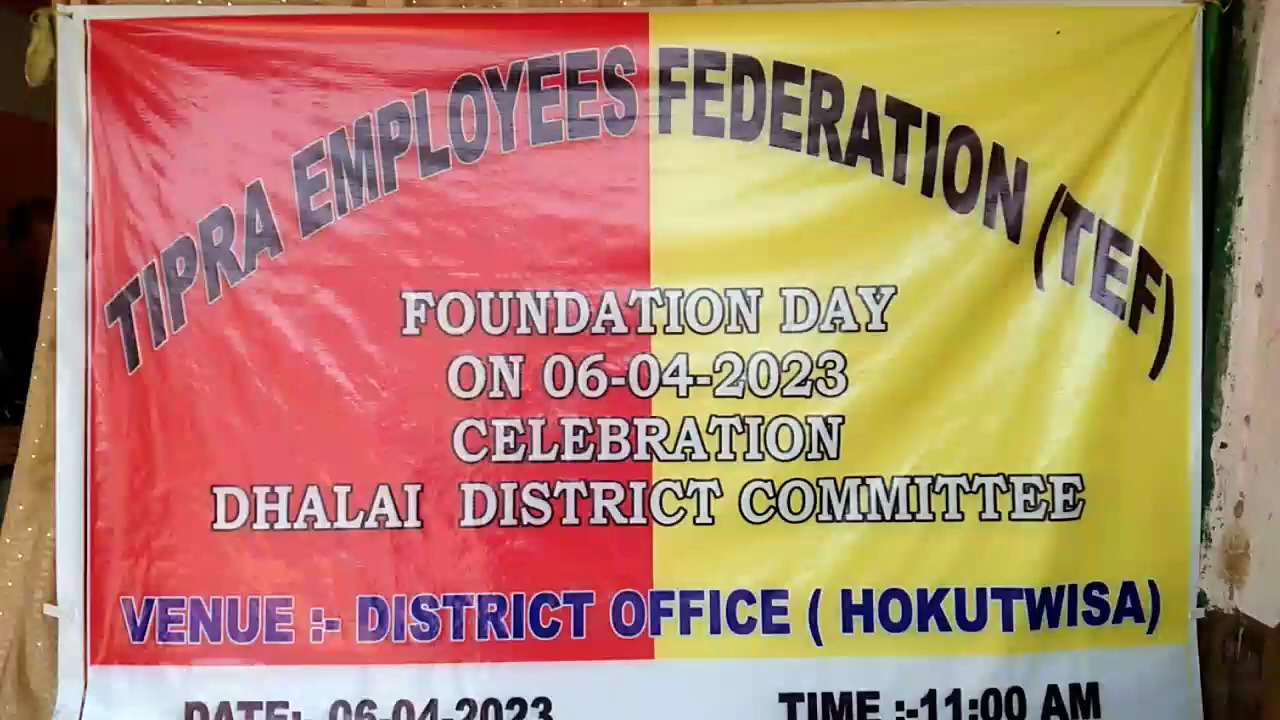 TIPRA EMPLOYEES FEDERATION (TEF)
FOUNDATION DAY
ON 06-04-2023
CELEBRATION
DHALAI DISTRICT COMMITTEE
VENUE :- DISTRICT OFFICE ( HOKUTWISA)
DATE:- 06-04-2023 TIME :-11:00 AM